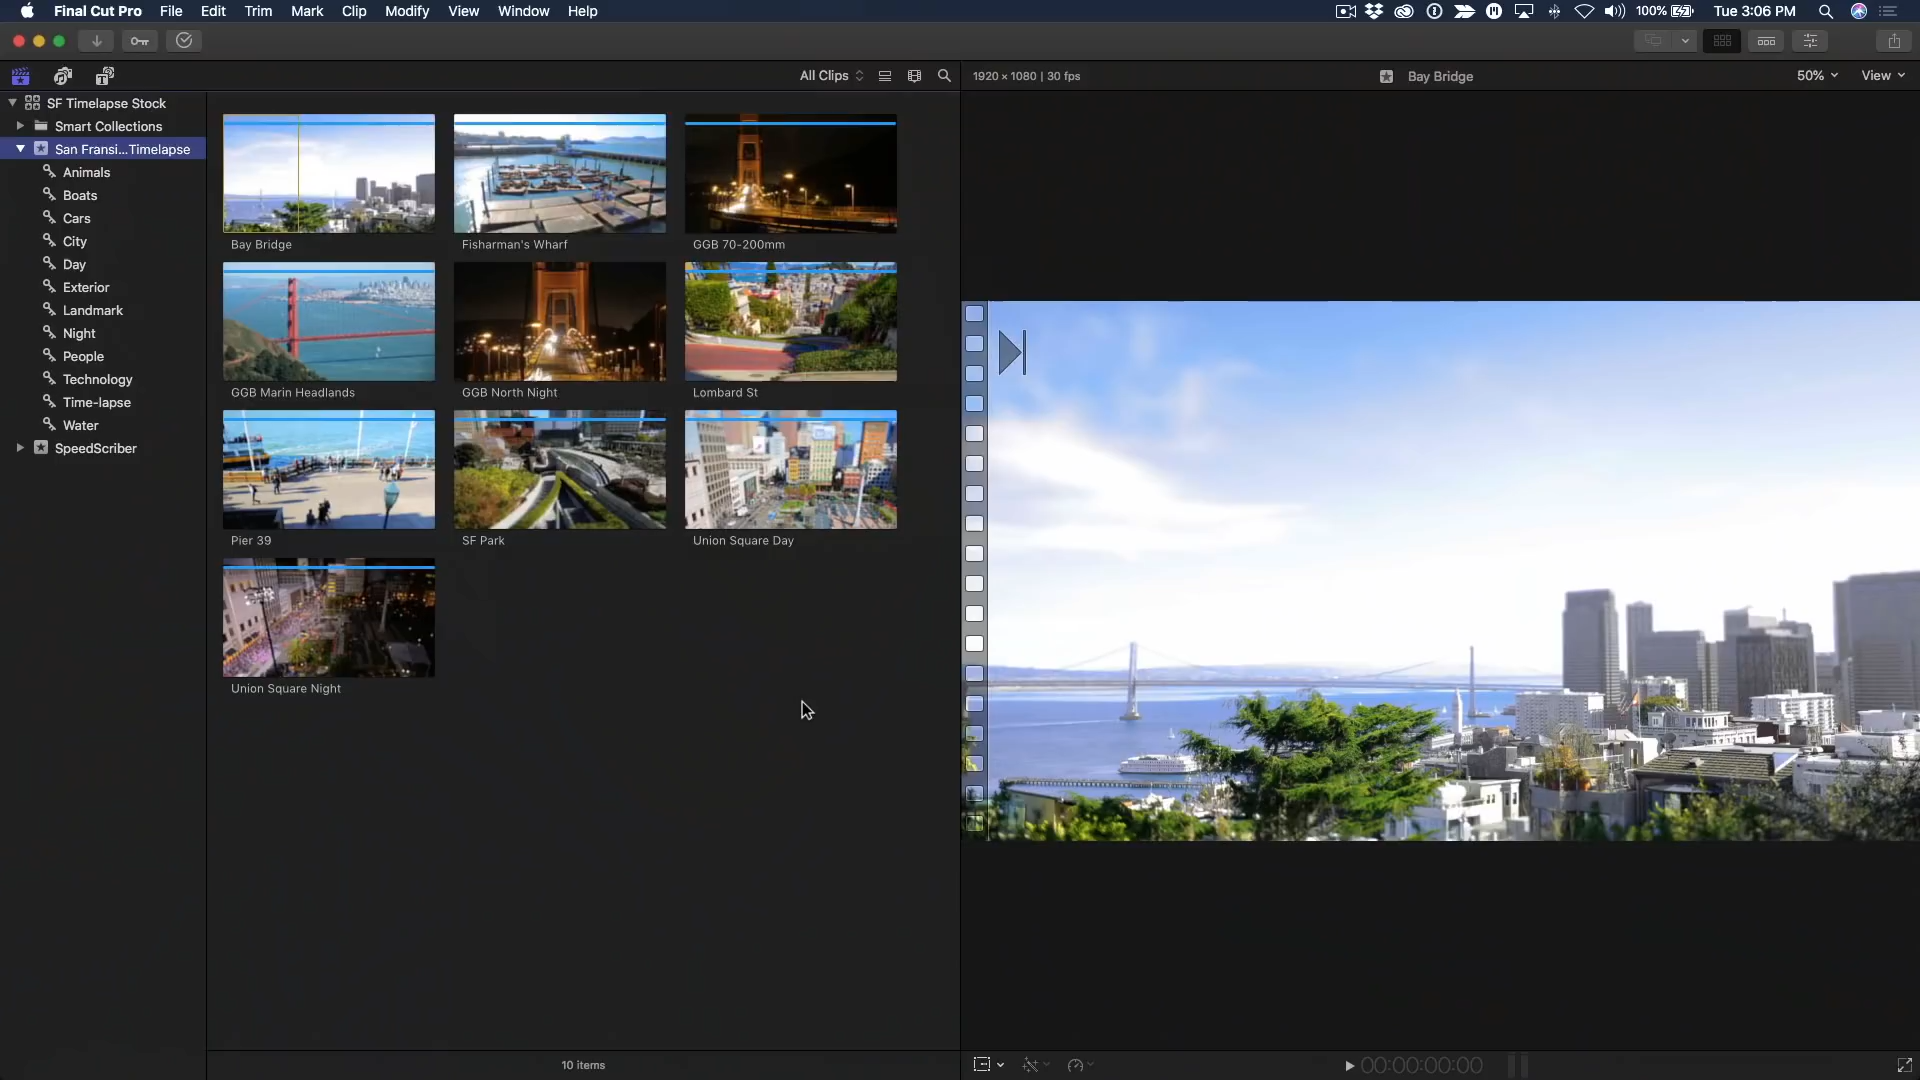 Final Cut Pro File Edit Trim Mark Clip Modify View Window Help 100% Tue 3:06 PM
All Clips 1920 × 1080 | 30 fps Bay Bridge 50% View
SF Timelapse Stock
Smart Collections
San Fransi...Timelapse
Animals
Boats
Cars
City
Day
Exterior
Landmark
Night
People
Technology
Time-lapse
Water
SpeedScriber
Bay Bridge Fisharman's Wharf GGB 70-200mm
GGB Marin Headlands GGB North Night Lombard St
Pier 39 SF Park Union Square Day
Union Square Night
10 items 00:00:00:00